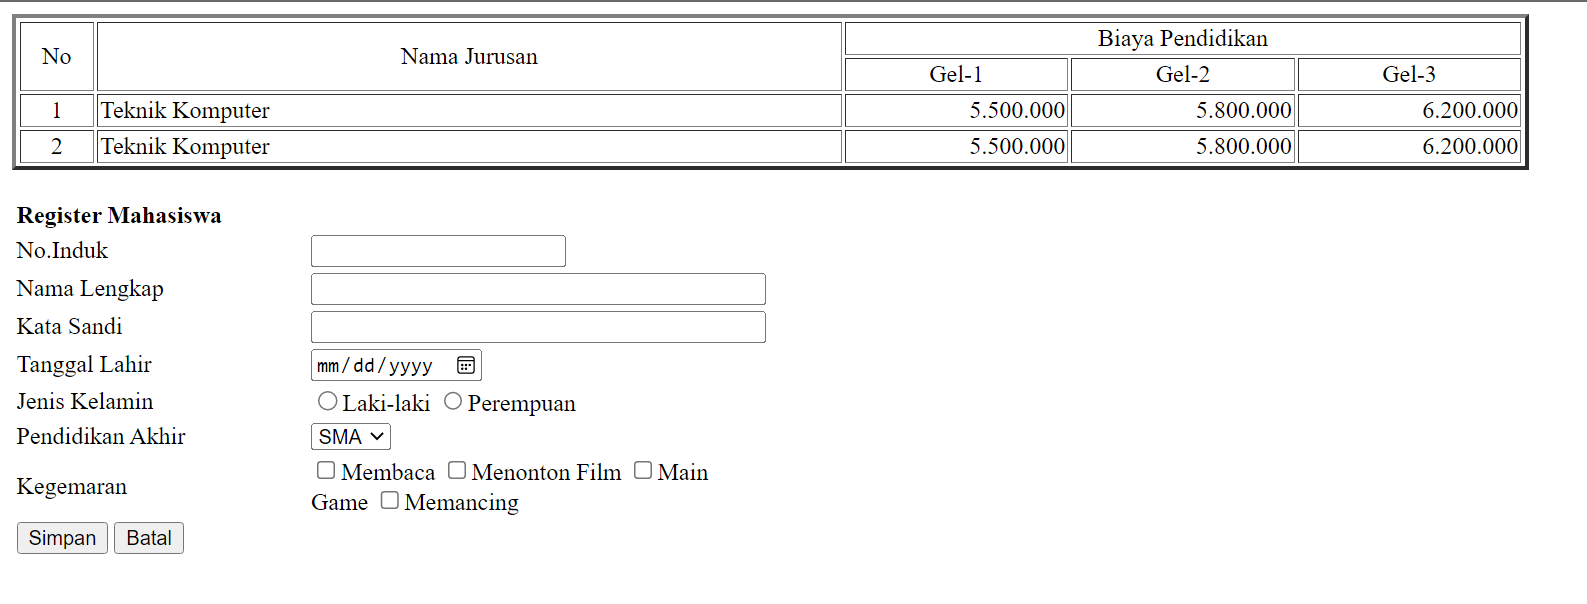 No Nama Jurusan Biaya Pendidikan
Gel-1 Gel-2 Gel-3
1 Teknik Komputer 5.500.000 5.800.000 6.200.000
2 Teknik Komputer 5.500.000 5.800.000 6.200.000
Register Mahasiswa
No.Induk
Nama Lengkap
Kata Sandi
Tanggal Lahir mm/dd/yyyy
Jenis Kelamin Laki-laki Perempuan
Pendidikan Akhir SMA
Kegemaran Membaca Menonton Film Main
Game Memancing
Simpan Batal